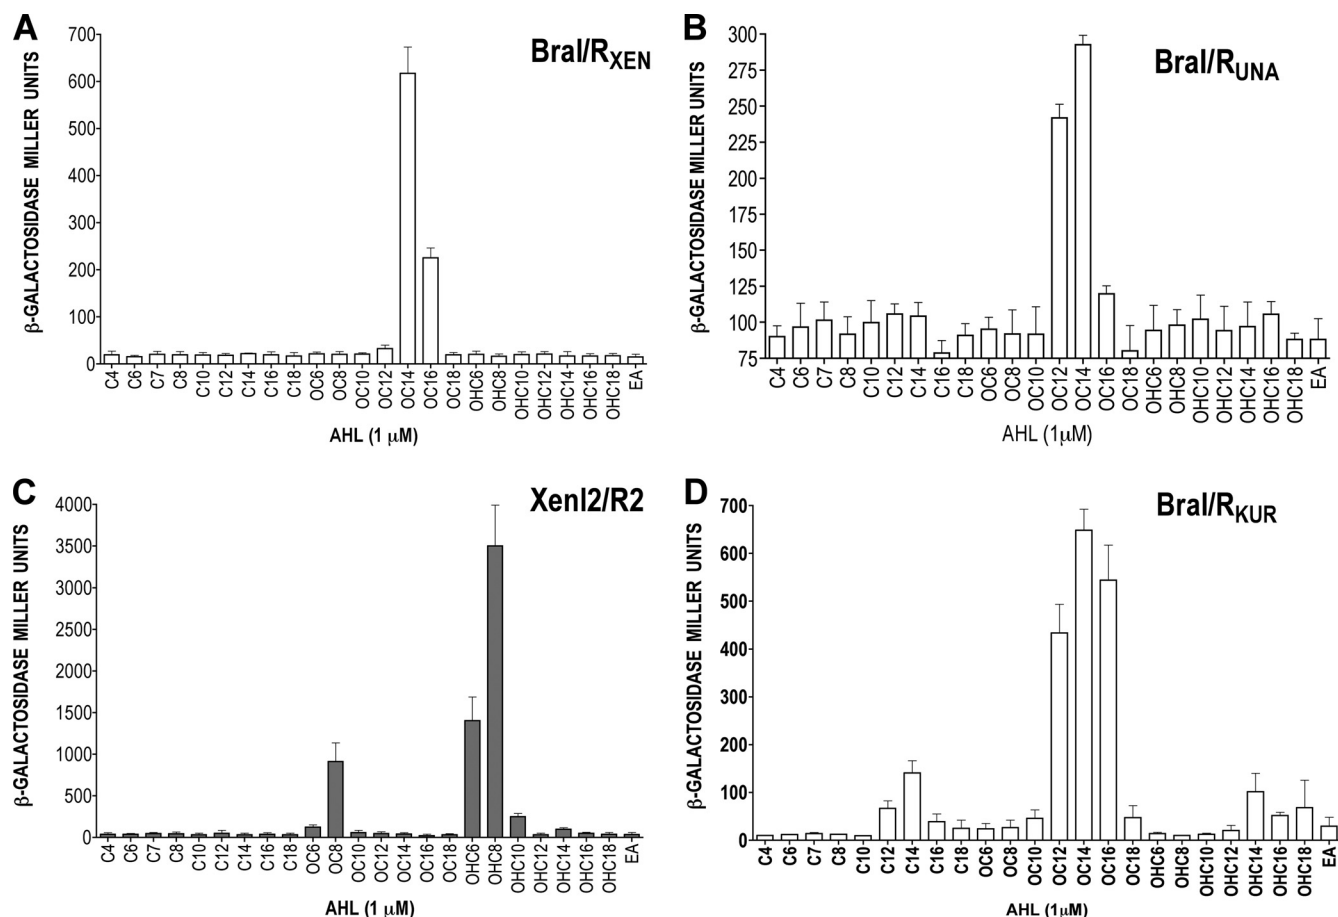 A
BraI/RXEN
β-GALACTOSIDASE MILLER UNITS
700
600
500
400
300
200
100
0
C4 C6 C7 C8 C10 C12 C14 C16 C18 OC6 OC8 OC10 OC12 OC14 OC16 OC18 OHC6 OHC8 OHC10 OHC12 OHC14 OHC16 OHC18 EA
AHL (1 μM)
B
BraI/RUNA
β-GALACTOSIDASE MILLER UNITS
300
275
250
225
200
175
150
125
100
75
C4 C6 C7 C8 C10 C12 C14 C16 C18 OC6 OC8 OC10 OC12 OC14 OC16 OC18 OHC6 OHC8 OHC10 OHC12 OHC14 OHC16 OHC18 EA
AHL (1μM)
C
XenI2/R2
β-GALACTOSIDASE MILLER UNITS
4000
3500
3000
2500
2000
1500
1000
500
0
C4 C6 C7 C8 C10 C12 C14 C16 C18 OC6 OC8 OC10 OC12 OC14 OC16 OC18 OHC6 OHC8 OHC10 OHC12 OHC14 OHC16 OHC18 EA
AHL (1 μM)
D
BraI/RKUR
β-GALACTOSIDASE MILLER UNITS
700
600
500
400
300
200
100
0
C4 C6 C7 C8 C10 C12 C14 C16 C18 OC6 OC8 OC10 OC12 OC14 OC16 OC18 OHC6 OHC8 OHC10 OHC12 OHC14 OHC16 OHC18 EA
AHL (1μM)